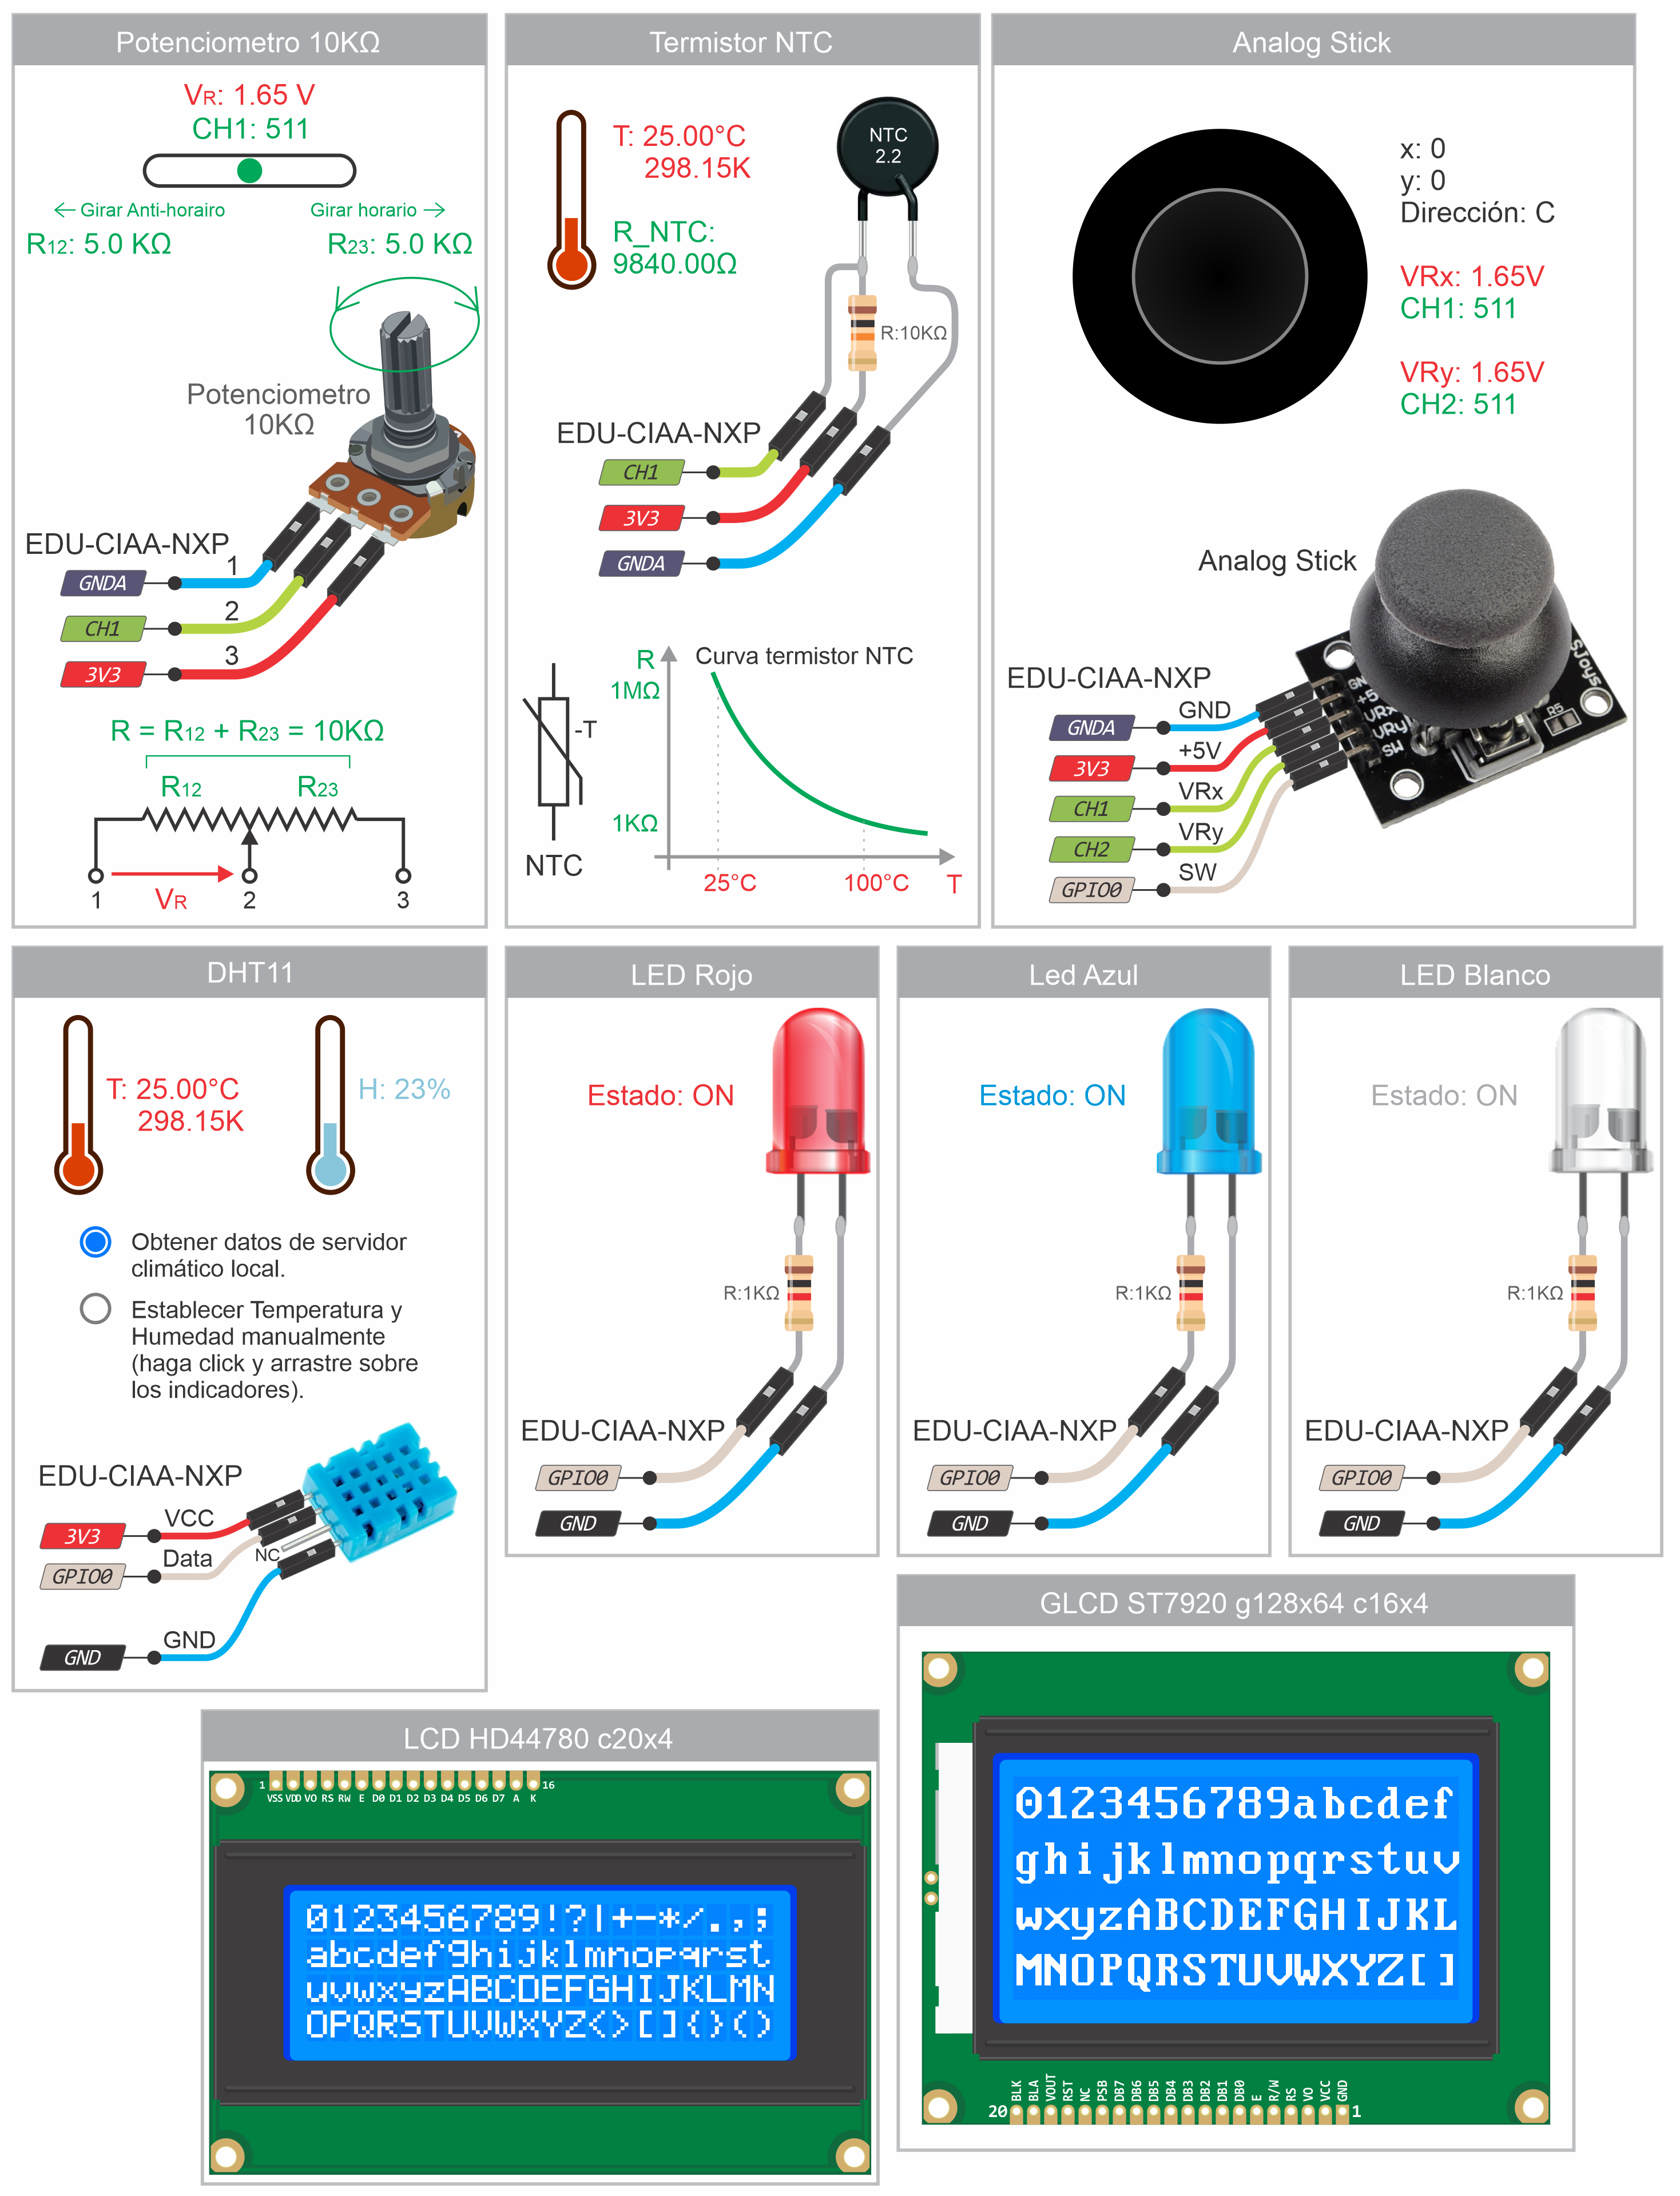 Potenciometro 10KΩ
VR: 1.65 V
CH1: 511
← Girar Anti-horairo
Girar horario →
R12: 5.0 KΩ
R23: 5.0 KΩ
Potenciometro
10KΩ
EDU-CIAA-NXP
GNDA
1
CH1
2
3V3
3
R = R12 + R23 = 10KΩ
R12
R23
VR
1
2
3
Termistor NTC
T: 25.00°C
298.15K
R_NTC:
9840.00Ω
NTC
2.2
R:10KΩ
EDU-CIAA-NXP
CH1
3V3
GNDA
-T
NTC
R
Curva termistor NTC
1MΩ
1KΩ
25°C
100°C
T
Analog Stick
x: 0
y: 0
Dirección: C
VRx: 1.65V
CH1: 511
VRy: 1.65V
CH2: 511
Analog Stick
EDU-CIAA-NXP
GNDA
GND
3V3
+5V
CH1
VRx
CH2
VRy
GPIO0
SW
GN
+5
VRx
VRy
SW
SJoys
R5
DHT11
T: 25.00°C
298.15K
H: 23%
Obtener datos de servidor
climático local.
Establecer Temperatura y
Humedad manualmente
(haga click y arrastre sobre
los indicadores).
EDU-CIAA-NXP
3V3
VCC
GPIO0
Data
NC
GND
GND
LED Rojo
Estado: ON
R:1KΩ
EDU-CIAA-NXP
GPIO0
GND
Led Azul
Estado: ON
R:1KΩ
EDU-CIAA-NXP
GPIO0
GND
LED Blanco
Estado: ON
R:1KΩ
EDU-CIAA-NXP
GPIO0
GND
LCD HD44780 c20x4
1
16
VSS VDD VO RS RW E D0 D1 D2 D3 D4 D5 D6 D7 A K
0123456789!?|+-*/.,;
abcdefghijklmnopqrst
uvwxyzABCDEFGHIJKLMN
OPQRSTUVWXYZ<>[]{}()
GLCD ST7920 g128x64 c16x4
0123456789abcdef
ghijklmnopqrstuv
wxyzABCDEFGHIJKL
MNOPQRSTUVWXYZ[]
BLK BLA VOUT RST NC PSB DB7 DB6 DB5 DB4 DB3 DB2 DB1 DB0 E R/W RS VO VCC GND
20
1